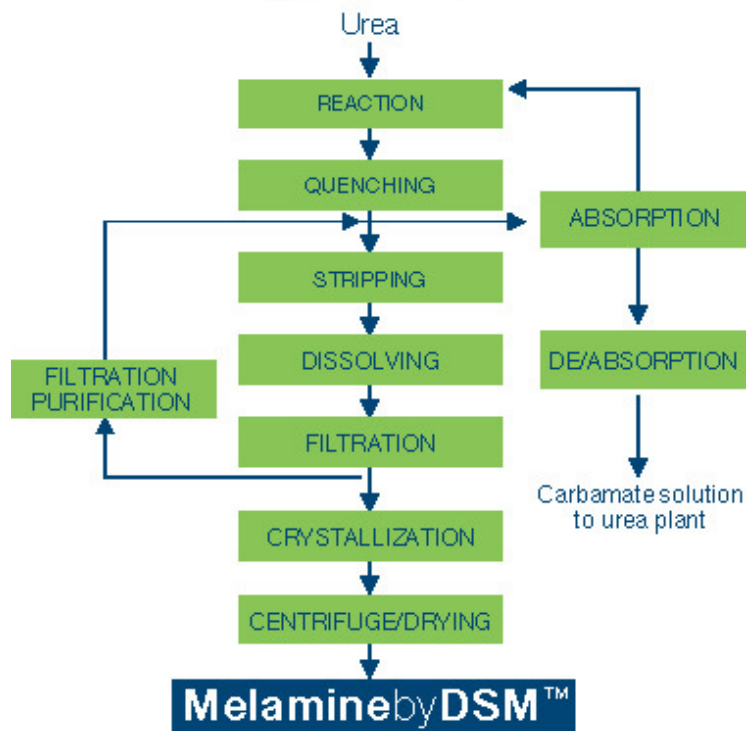 Urea
REACTION
QUENCHING
ABSORPTION
STRIPPING
DISSOLVING
DE/ABSORPTION
FILTRATION
PURIFICATION
FILTRATION
Carbamate solution
to urea plant
CRYSTALLIZATION
CENTRIFUGE/DRYING
MelaminebyDSM™